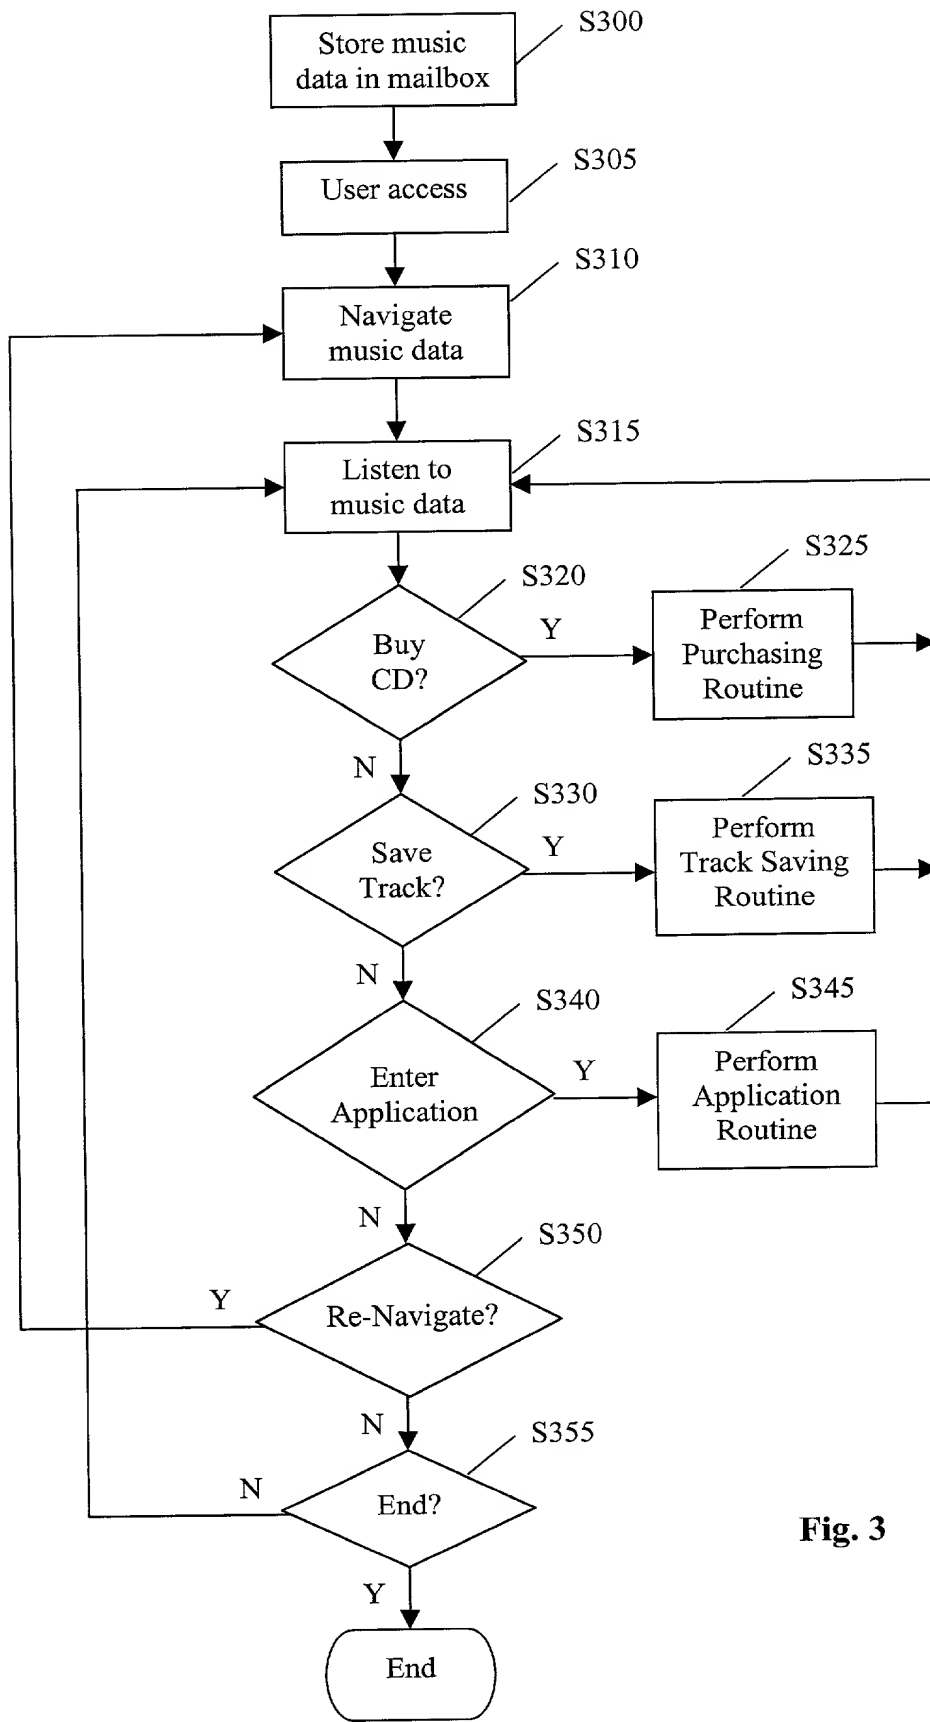 S300
Store music
data in mailbox
S305
User access
S310
Navigate
music data
S315
Listen to
music data
S320
Buy
CD?
Y
S325
Perform
Purchasing
Routine
N
S330
Save
Track?
Y
S335
Perform
Track Saving
Routine
N
S340
Enter
Application
Y
S345
Perform
Application
Routine
N
S350
Re-Navigate?
Y
N
S355
End?
N
Y
End
Fig. 3